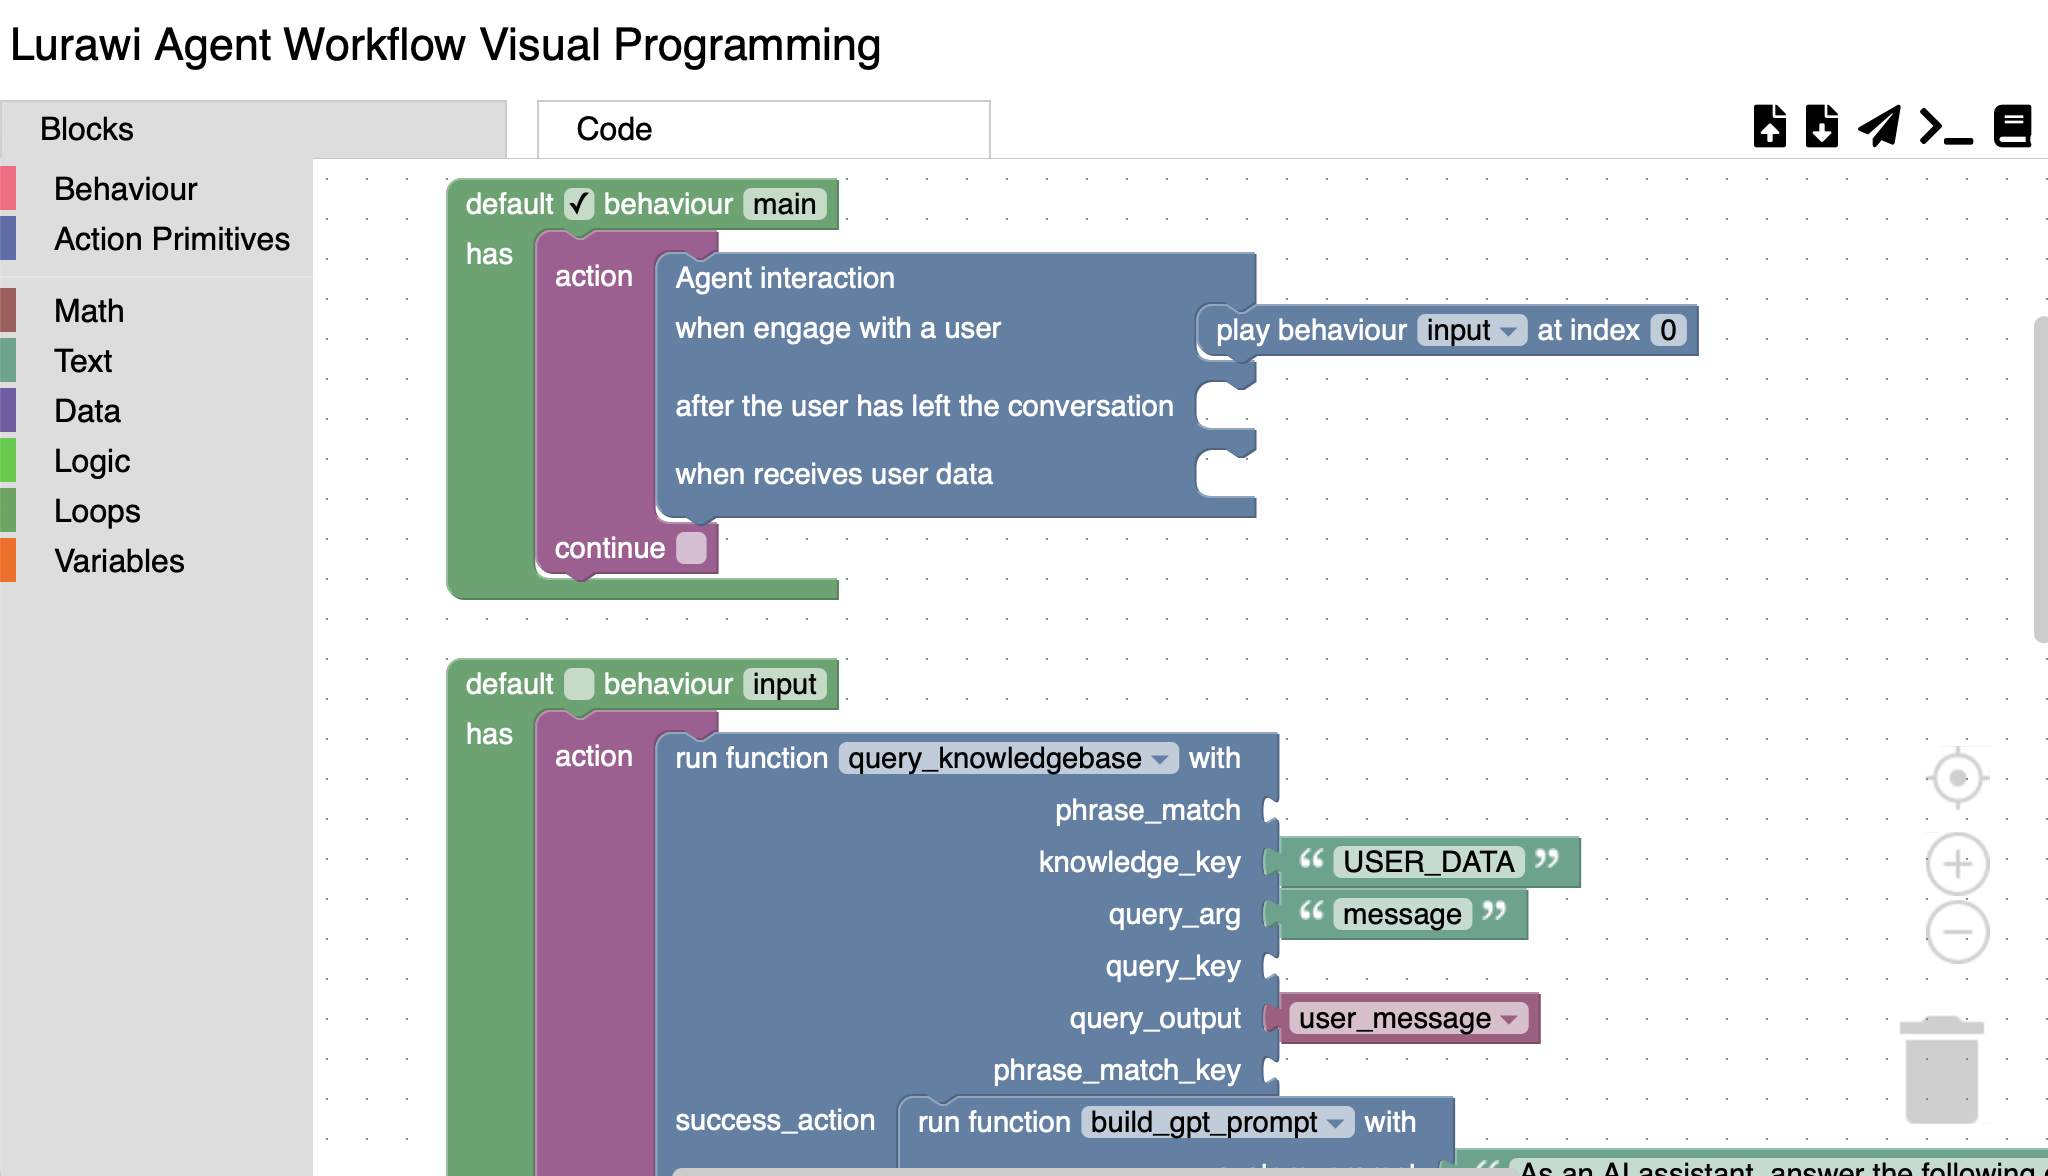 Lurawi Agent Workflow Visual Programming
Blocks
Code
Behaviour
Action Primitives
Math
Text
Data
Logic
Loops
Variables
default ✓ behaviour main
has
action
Agent interaction
when engage with a user
play behaviour input at index 0
after the user has left the conversation
when receives user data
continue
default behaviour input
has
action
run function query_knowledgebase with
phrase_match
knowledge_key “ USER_DATA ”
query_arg “ message ”
query_key
query_output user_message
phrase_match_key
success_action run function build_gpt_prompt with
“ As an AI assistant, answer the following